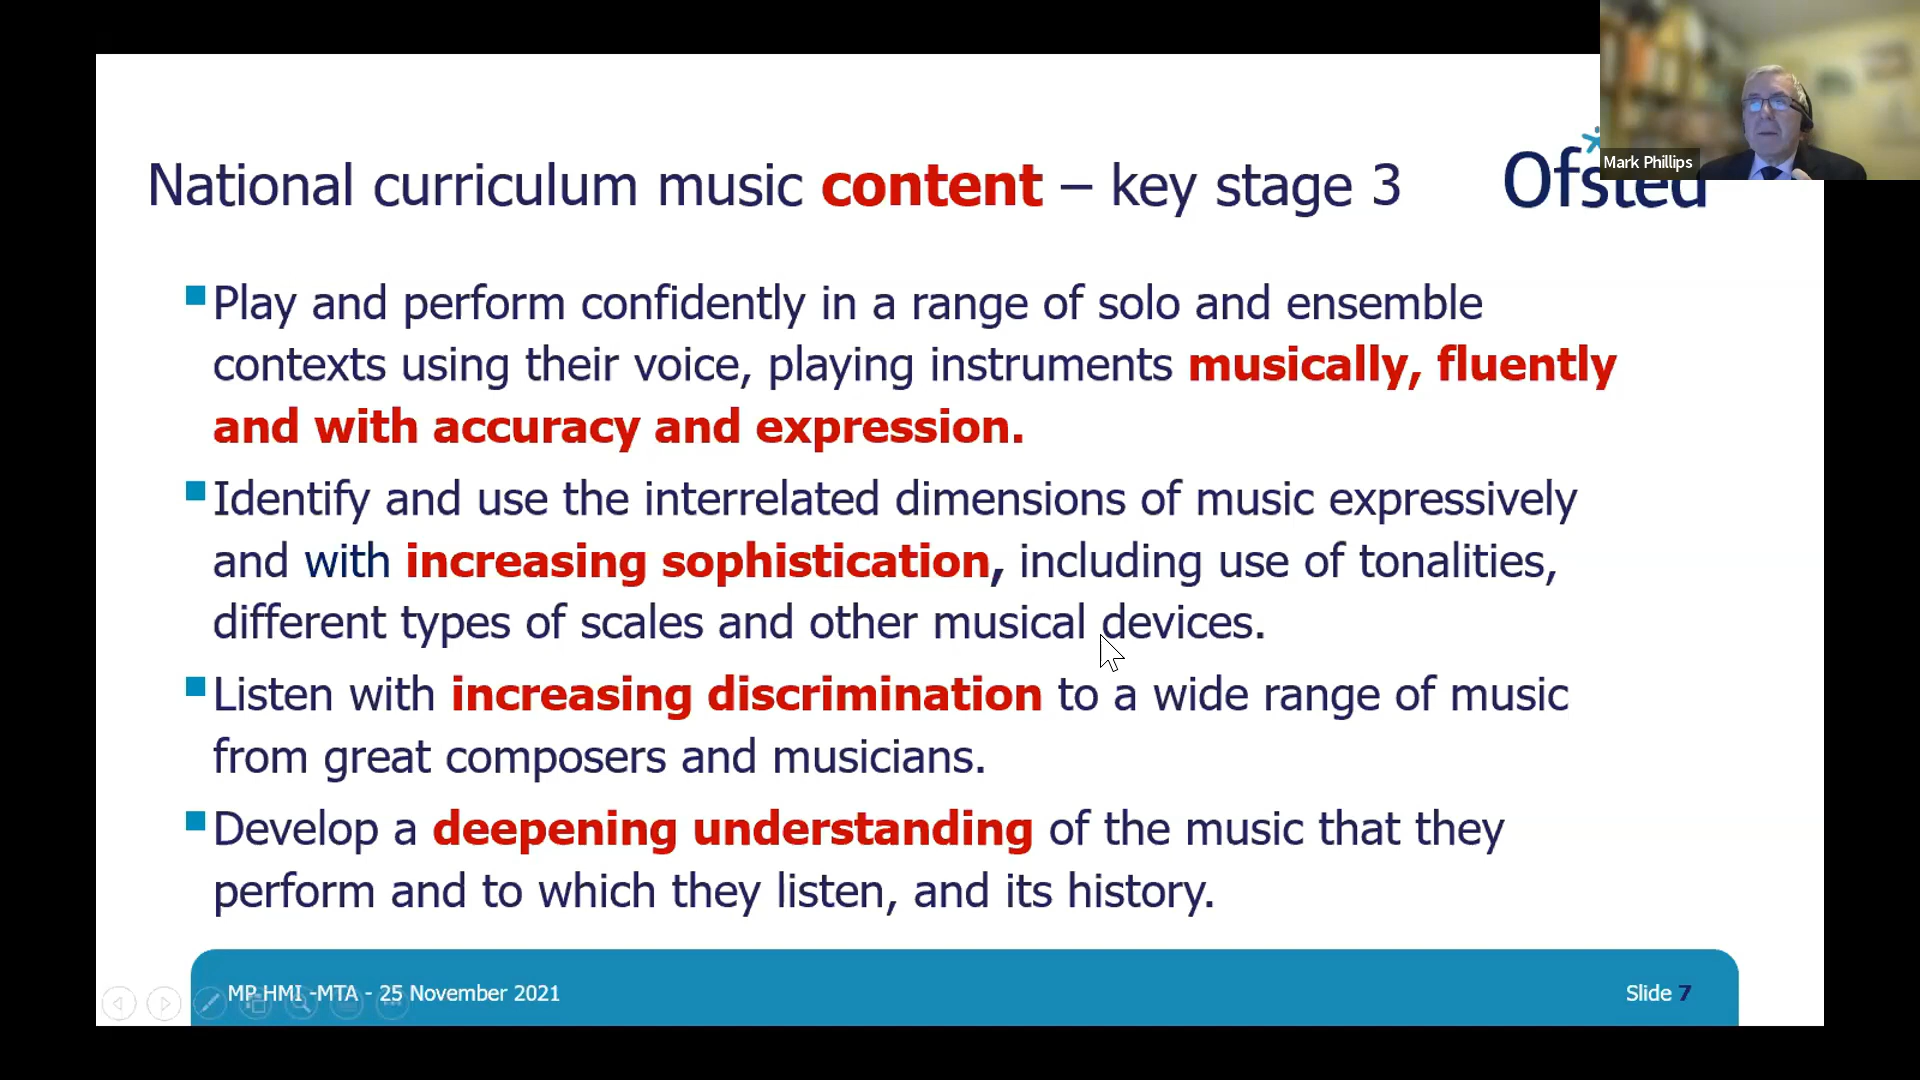 Mark Phillips
National curriculum music content – key stage 3
Ofsted
Play and perform confidently in a range of solo and ensemble
contexts using their voice, playing instruments musically, fluently
and with accuracy and expression.
Identify and use the interrelated dimensions of music expressively
and with increasing sophistication, including use of tonalities,
different types of scales and other musical devices.
Listen with increasing discrimination to a wide range of music
from great composers and musicians.
Develop a deepening understanding of the music that they
perform and to which they listen, and its history.
MP HMI -MTA - 25 November 2021
Slide 7